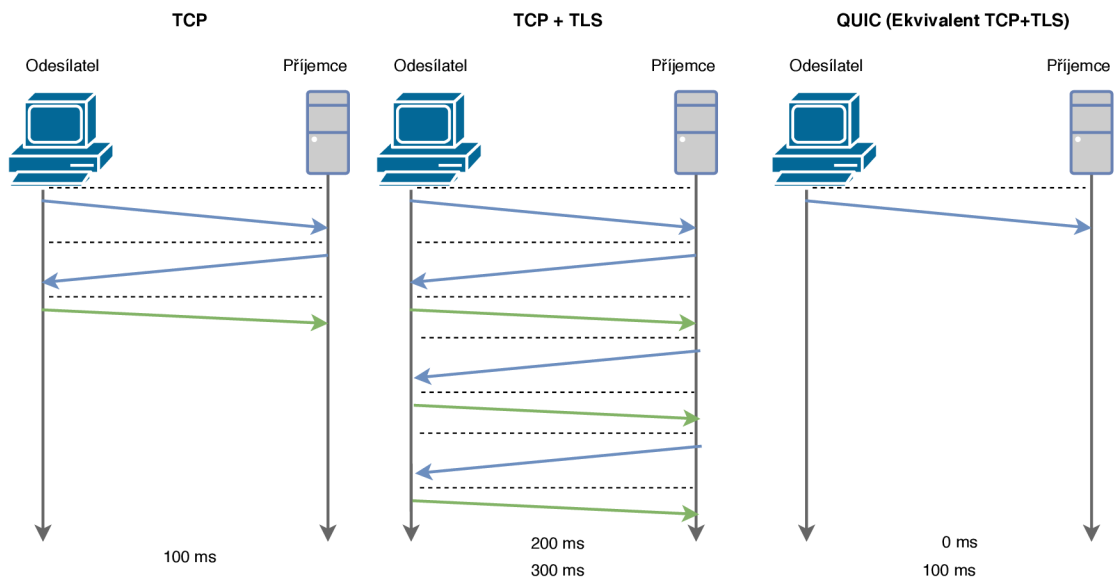 TCP
TCP + TLS
QUIC (Ekvivalent TCP+TLS)
Odesílatel
Příjemce
Odesílatel
Příjemce
Odesílatel
Příjemce
100 ms
200 ms
300 ms
0 ms
100 ms